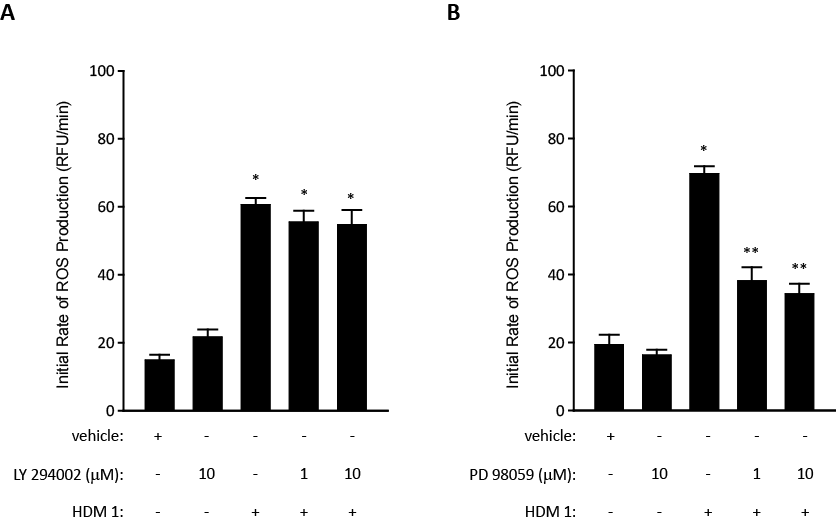 A
B
Initial Rate of ROS Production (RFU/min)
100
80
60
40
20
0
* * *
vehicle: + - - - -
LY 294002 (μM): - 10 - 1 10
HDM 1: - - + + +
Initial Rate of ROS Production (RFU/min)
100
80
60
40
20
0
* ** **
vehicle: + - - - -
PD 98059 (μM): - 10 - 1 10
HDM 1: - - + + +